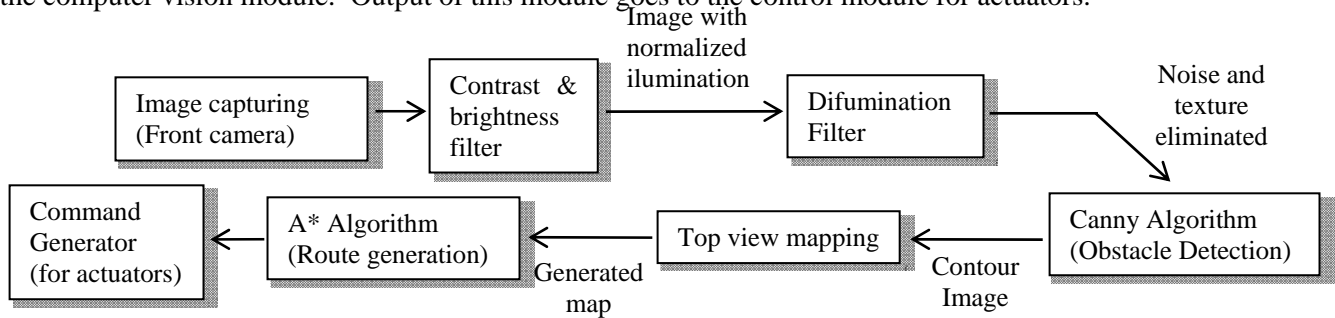 the computer vision module. Output of this module goes to the control module for actuators.
Image with
normalized
ilumination
Image capturing
(Front camera)
Contrast &
brightness
filter
Difumination
Filter
Noise and
texture
eliminated
Canny Algorithm
(Obstacle Detection)
Contour
Image
Top view mapping
Generated
map
A* Algorithm
(Route generation)
Command
Generator
(for actuators)